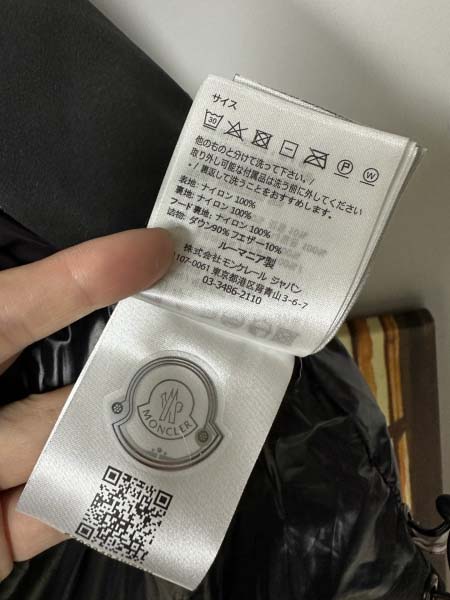 サイズ
30
P
W
他のものと分けて洗って下さい。
取り外し可能な付属品は洗う前に外してください
・/ 裏返して洗うことをおすすめします。
表地: ナイロン 100%
裏地: ナイロン 100%
フード裏地: ナイロン 100%
詰物: ダウン90% フェザー10%
ルーマニア製
株式会社モンクレール ジャパン
107-0061 東京都港区南青山3-6-7
03-3486-2110
MONCLER